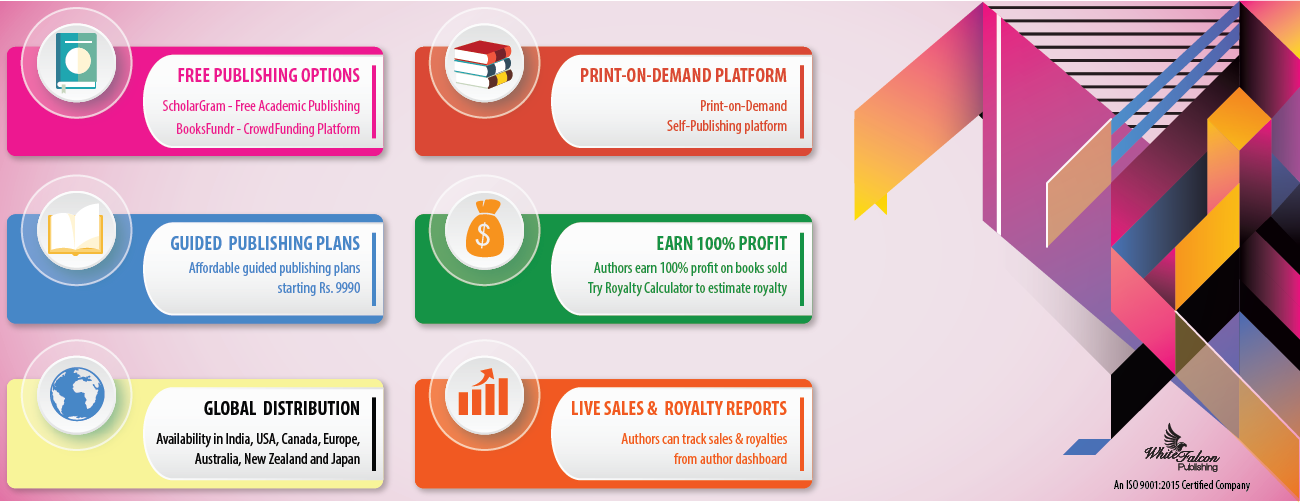 FREE PUBLISHING OPTIONS
ScholarGram - Free Academic Publishing
BooksFundr - CrowdFunding Platform
PRINT-ON-DEMAND PLATFORM
Print-on-Demand
Self-Publishing platform
GUIDED PUBLISHING PLANS
Affordable guided publishing plans
starting Rs. 9990
$
EARN 100% PROFIT
Authors earn 100% profit on books sold
Try Royalty Calculator to estimate royalty
GLOBAL DISTRIBUTION
Availability in India, USA, Canada, Europe,
Australia, New Zealand and Japan
LIVE SALES & ROYALTY REPORTS
Authors can track sales & royalties
from author dashboard
WhiteFalcon
Publishing
An ISO 9001:2015 Certified Company